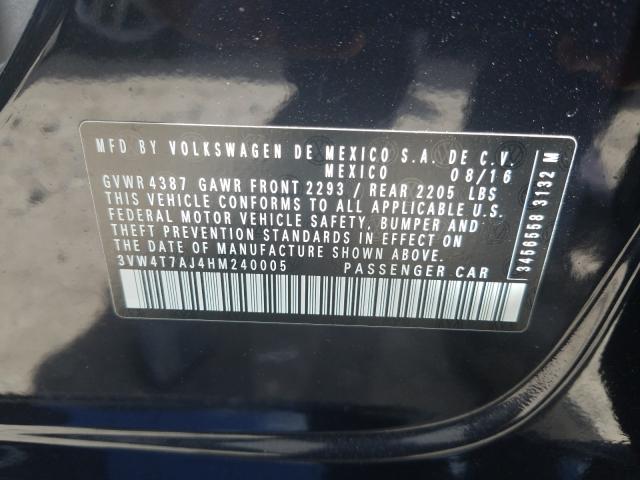 MFD BY VOLKSWAGEN DE MEXICO S.A. DE C.V.
MEXICO 08/16
GVWR 4387 GAWR FRONT 2293 / REAR 2205 LBS
THIS VEHICLE CONFORMS TO ALL APPLICABLE U.S.
FEDERAL MOTOR VEHICLE SAFETY, BUMPER AND
THEFT PREVENTION STANDARDS IN EFFECT ON
THE DATE OF MANUFACTURE SHOWN ABOVE.
3VW4T7AJ4HM240005 PASSENGER CAR
3456558 3132 M